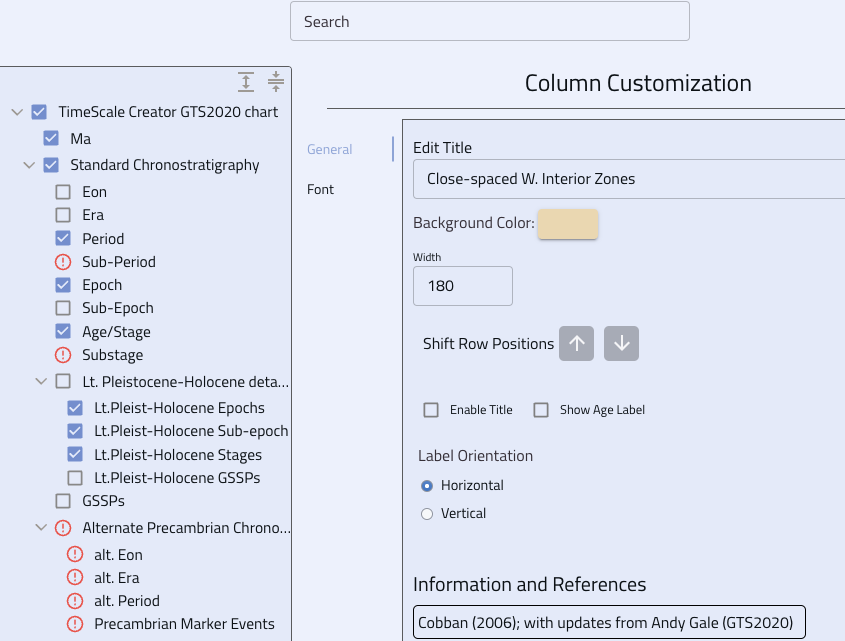 Search
TimeScale Creator GTS2020 chart
Ma
Standard Chronostratigraphy
Eon
Era
Period
Sub-Period
Epoch
Sub-Epoch
Age/Stage
Substage
Lt. Pleistocene-Holocene deta...
Lt.Pleist-Holocene Epochs
Lt.Pleist-Holocene Sub-epoch
Lt.Pleist-Holocene Stages
Lt.Pleist-Holocene GSSPs
GSSPs
Alternate Precambrian Chrono...
alt. Eon
alt. Era
alt. Period
Precambrian Marker Events
Column Customization
General
Font
Edit Title
Close-spaced W. Interior Zones
Background Color:
Width
180
Shift Row Positions
Enable Title Show Age Label
Label Orientation
Horizontal
Vertical
Information and References
Cobban (2006); with updates from Andy Gale (GTS2020)